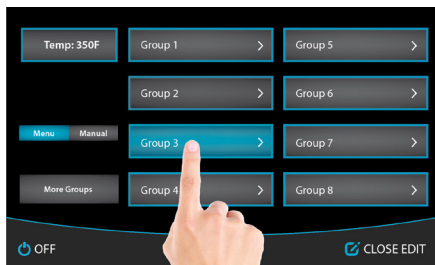 Temp: 350F
Group 1
Group 5
Group 2
Group 6
Menu
Manual
Group 3
Group 7
More Groups
Group 4
Group 8
OFF
CLOSE EDIT